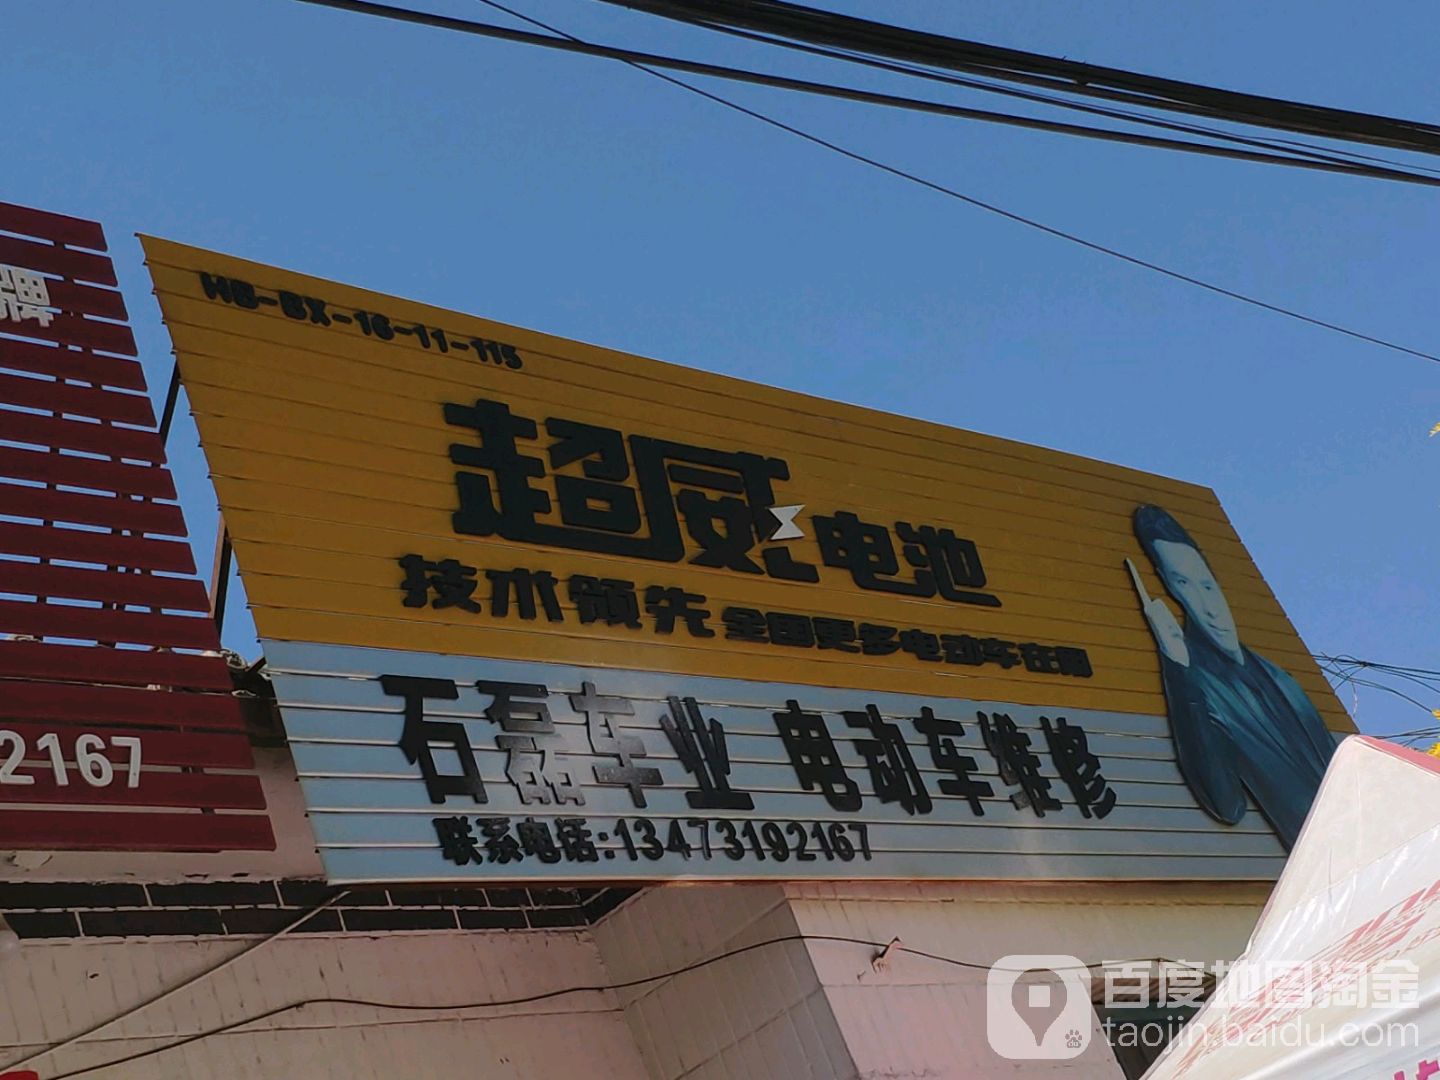 HB-BX-16-11-115
超威电池
技术领先 全国更多电动车在用
石磊车业 电动车维修
联系电话:13473192167
2167
百度地图淘金
taojin.baidu.com